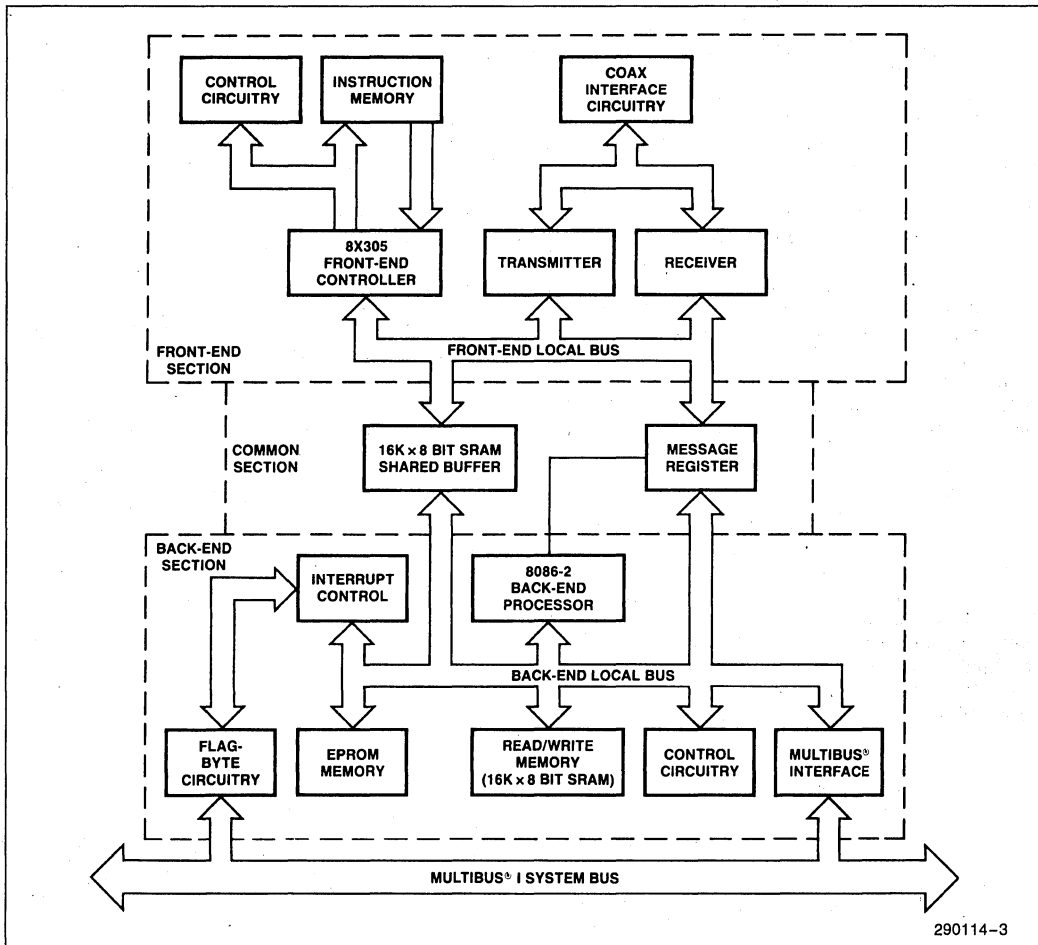 CONTROL
CIRCUITRY
INSTRUCTION
MEMORY
COAX
INTERFACE
CIRCUITRY
8X305
FRONT-END
CONTROLLER
TRANSMITTER
RECEIVER
FRONT-END LOCAL BUS
FRONT-END
SECTION
COMMON
SECTION
16K × 8 BIT SRAM
SHARED BUFFER
MESSAGE
REGISTER
BACK-END
SECTION
INTERRUPT
CONTROL
8086-2
BACK-END
PROCESSOR
BACK-END LOCAL BUS
FLAG-
BYTE
CIRCUITRY
EPROM
MEMORY
READ/WRITE
MEMORY
(16K × 8 BIT SRAM)
CONTROL
CIRCUITRY
MULTIBUS®
INTERFACE
MULTIBUS® I SYSTEM BUS
290114–3